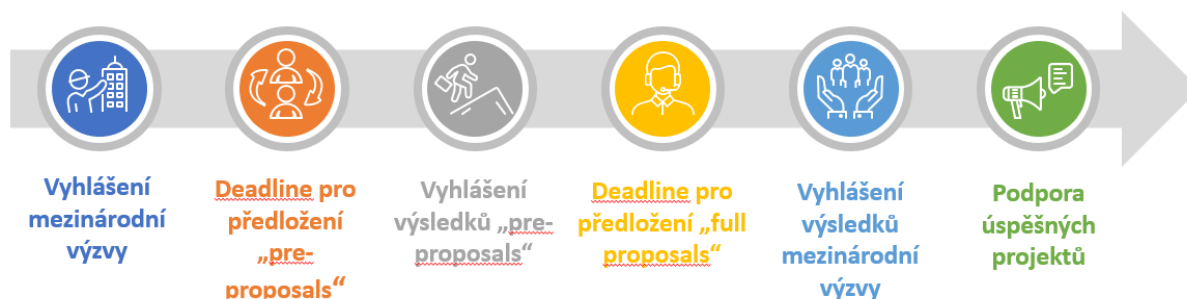 Vyhlášení
mezinárodní
výzvy
Deadline pro
předložení
„pre-
proposals“
Vyhlášení
výsledků „pre-
proposals“
Deadline pro
předložení „full
proposals“
Vyhlášení
výsledků
mezinárodní
výzvy
Podpora
úspěšných
projektů